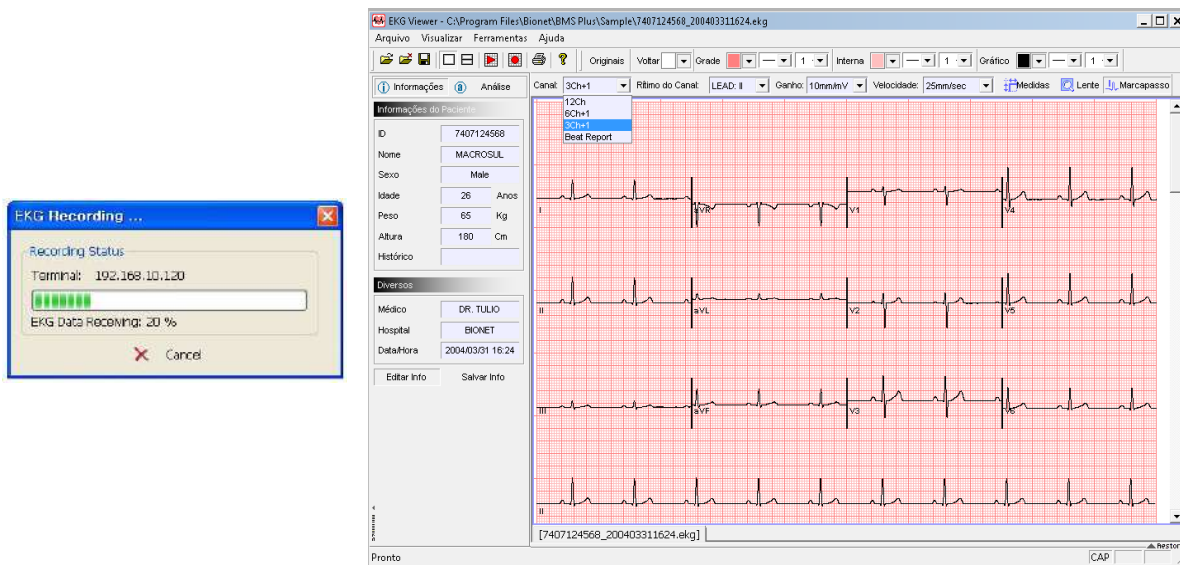 EKG Recording ...
Recording Status
Terminal: 192.168.10.120
EKG Data Receiving: 20 %
Cancel
EKG Viewer - C:\Program Files\Bionet\BMS Plus\Sample\7407124568_200403311624.ekg
Arquivo Visualizar Ferramentas Ajuda
Originais Voltar Grade 1 Interna 1 Gráfico 1
Informações Análise
Canal: 3Ch+1 Ritimo do Canal: LEAD: II Ganho: 10mm/mV Velocidade: 25mm/sec Medidas Lente Marcapasso
12Ch
6Ch+1
3Ch+1
Beat Report
Informações do Paciente
ID 7407124568
Nome MACROSUL
Sexo Male
Idade 26 Anos
Peso 65 Kg
Altura 180 Cm
Histórico
Diversos
Médico DR. TULIO
Hospital BIONET
Data/Hora 2004/03/31 16:24
Editar Info Salvar Info
I aVR V1 V4
II aVL V2 V5
III aVF V3 V6
II
[7407124568_200403311624.ekg]
Restor
Pronto CAP